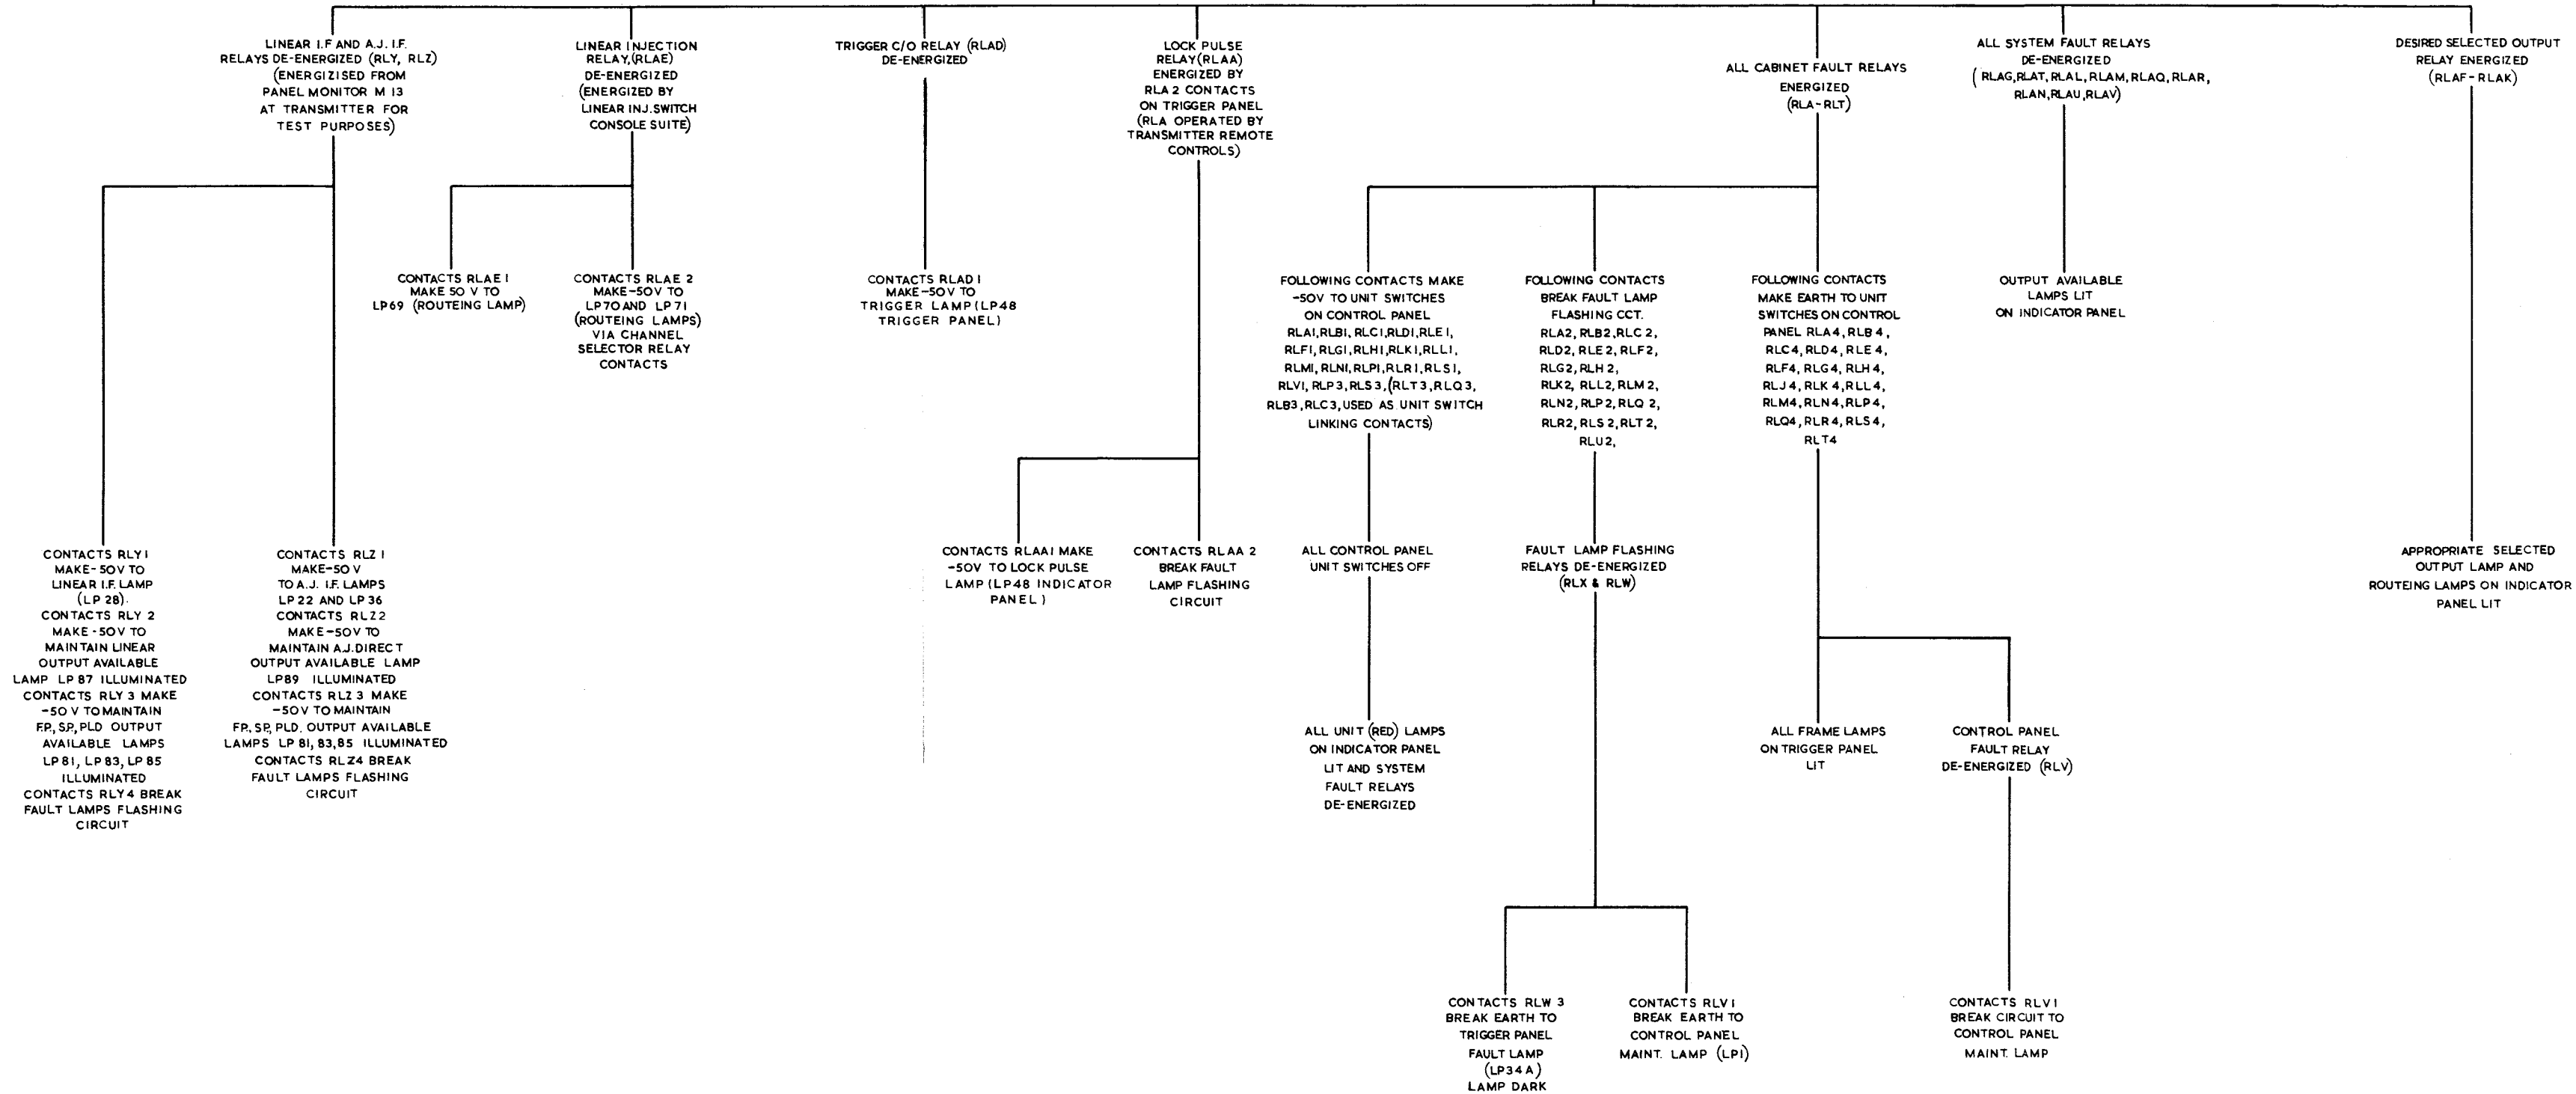 LINEAR I.F AND A.J. I.F.
RELAYS DE-ENERGIZED (RLY, RLZ)
(ENERGIZISED FROM
PANEL MONITOR M 13
AT TRANSMITTER FOR
TEST PURPOSES)
LINEAR INJECTION
RELAY,(RLAE)
DE-ENERGIZED
(ENERGIZED BY
LINEAR INJ. SWITCH
CONSOLE SUITE)
TRIGGER C/O RELAY (RLAD)
DE-ENERGIZED
LOCK PULSE
RELAY(RLAA)
ENERGIZED BY
RLA 2 CONTACTS
ON TRIGGER PANEL
(RLA OPERATED BY
TRANSMITTER REMOTE
CONTROLS)
ALL CABINET FAULT RELAYS
ENERGIZED
(RLA-RLT)
ALL SYSTEM FAULT RELAYS
DE-ENERGIZED
(RLAG,RLAT,RLAL,RLAM,RLAQ,RLAR,
RLAN,RLAU,RLAV)
DESIRED SELECTED OUTPUT
RELAY ENERGIZED
(RLAF-RLAK)
CONTACTS RLAE 1
MAKE 50 V TO
LP69 (ROUTEING LAMP)
CONTACTS RLAE 2
MAKE-50V TO
LP70 AND LP 71
(ROUTEING LAMPS)
VIA CHANNEL
SELECTOR RELAY
CONTACTS
CONTACTS RLAD 1
MAKE-50V TO
TRIGGER LAMP(LP48
TRIGGER PANEL)
FOLLOWING CONTACTS MAKE
-50V TO UNIT SWITCHES
ON CONTROL PANEL
RLA1,RLB1,RLC1,RLD1,RLE 1,
RLF1,RLG1,RLH1,RLK1,RLL1,
RLM1,RLN1,RLP1,RLR 1,RLS 1,
RLV1, RLP3, RLS3,(RLT3,RLQ3,
RLB3,RLC3,USED AS UNIT SWITCH
LINKING CONTACTS)
FOLLOWING CONTACTS
BREAK FAULT LAMP
FLASHING CCT.
RLA2, RLB2,RLC 2,
RLD2, RLE 2, RLF2,
RLG2, RLH 2,
RLK2, RLL2, RLM 2,
RLN2, RLP2, RLQ 2,
RLR2, RLS 2, RLT 2,
RLU 2,
FOLLOWING CONTACTS
MAKE EARTH TO UNIT
SWITCHES ON CONTROL
PANEL RLA 4, RLB 4,
RLC 4, RLD4, RLE 4,
RLF4, RLG4, RLH 4,
RLJ 4, RLK 4, RLL4,
RLM4, RLN4, RLP4,
RLQ4, RLR 4, RLS 4,
RLT4
OUTPUT AVAILABLE
LAMPS LIT
ON INDICATOR PANEL
CONTACTS RLY 1
MAKE-50V TO
LINEAR I.F. LAMP
(LP 28).
CONTACTS RLY 2
MAKE -50V TO
MAINTAIN LINEAR
OUTPUT AVAILABLE
LAMP LP 87 ILLUMINATED
CONTACTS RLY 3 MAKE
-50 V TO MAINTAIN
F.P., S.P., PLD OUTPUT
AVAILABLE LAMPS
LP 81, LP 83, LP 85
ILLUMINATED
CONTACTS RLY 4 BREAK
FAULT LAMPS FLASHING
CIRCUIT
CONTACTS RLZ 1
MAKE-50 V
TO A.J. I.F. LAMPS
LP 22 AND LP 36
CONTACTS RLZ 2
MAKE-50V TO
MAINTAIN A.J.DIRECT
OUTPUT AVAILABLE LAMP
LP89 ILLUMINATED
CONTACTS RLZ 3 MAKE
-50V TO MAINTAIN
F.P., S.P., PLD. OUTPUT AVAILABLE
LAMPS LP 81, 83,85 ILLUMINATED
CONTACTS RLZ4 BREAK
FAULT LAMPS FLASHING
CIRCUIT
CONTACTS RLAA1 MAKE
-50V TO LOCK PULSE
LAMP(LP48 INDICATOR
PANEL)
CONTACTS RLAA 2
BREAK FAULT
LAMP FLASHING
CIRCUIT
ALL CONTROL PANEL
UNIT SWITCHES OFF
FAULT LAMP FLASHING
RELAYS DE-ENERGIZED
(RLX & RLW)
APPROPRIATE SELECTED
OUTPUT LAMP AND
ROUTEING LAMPS ON INDICATOR
PANEL LIT
ALL UNIT (RED) LAMPS
ON INDICATOR PANEL
LIT AND SYSTEM
FAULT RELAYS
DE-ENERGIZED
ALL FRAME LAMPS
ON TRIGGER PANEL
LIT
CONTROL PANEL
FAULT RELAY
DE-ENERGIZED (RLV)
CONTACTS RLW 3
BREAK EARTH TO
TRIGGER PANEL
FAULT LAMP
(LP34 A)
LAMP DARK
CONTACTS RLV 1
BREAK EARTH TO
CONTROL PANEL
MAINT. LAMP (LP1)
CONTACTS RLV1
BREAK CIRCUIT TO
CONTROL PANEL
MAINT. LAMP